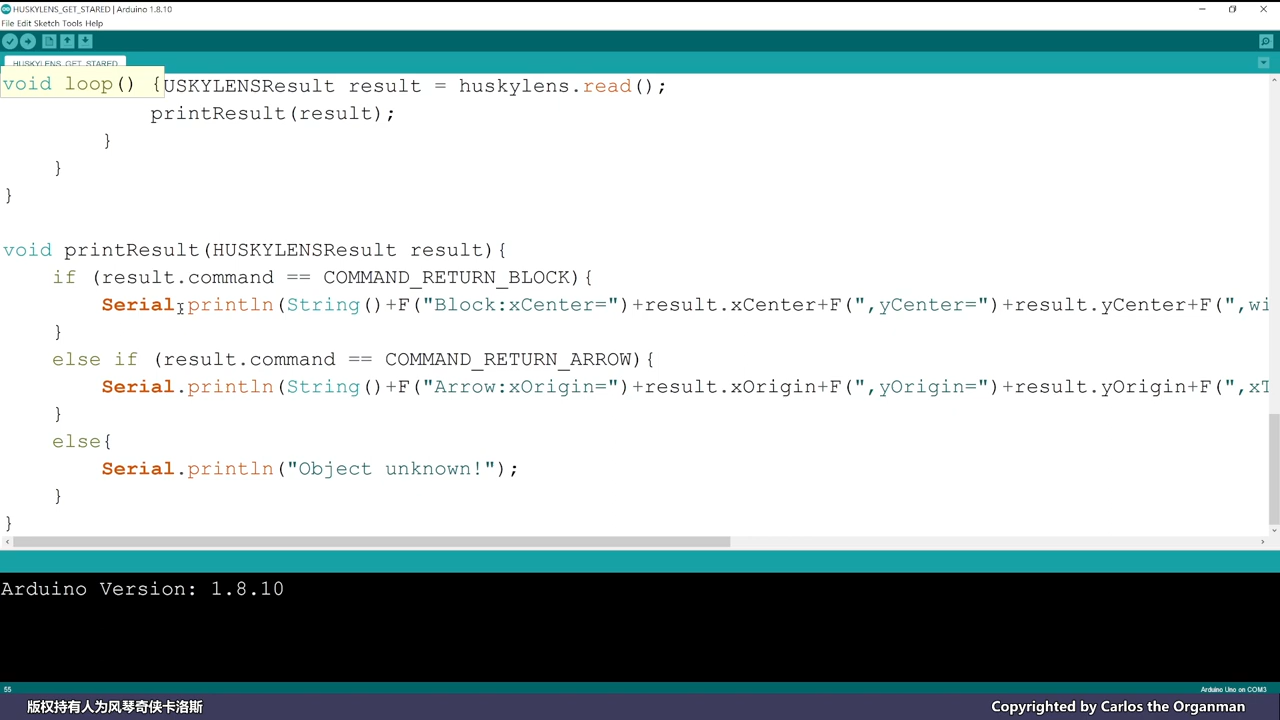 HUSKYLENS_GET_STARED | Arduino 1.8.10
File Edit Sketch Tools Help
HUSKYLENS_GET_STARED
void loop() {USKYLENSResult result = huskylens.read();
printResult(result);
}
}
}
void printResult(HUSKYLENSResult result){
if (result.command == COMMAND_RETURN_BLOCK){
Serial.println(String()+F("Block:xCenter=")+result.xCenter+F(",yCenter=")+result.yCenter+F(",wi
}
else if (result.command == COMMAND_RETURN_ARROW){
Serial.println(String()+F("Arrow:xOrigin=")+result.xOrigin+F(",yOrigin=")+result.yOrigin+F(",xT
}
else{
Serial.println("Object unknown!");
}
}
Arduino Version: 1.8.10
55
Arduino Uno on COM3
版权持有人为风琴奇侠卡洛斯
Copyrighted by Carlos the Organman